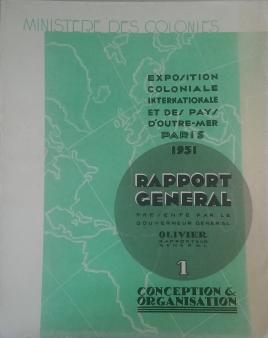 MINISTERE DES COLONIES
EXPOSITION
COLONIALE
INTERNATIONALE
ET DES PAYS
D'OUTRE-MER
PARIS
1931
RAPPORT
GENERAL
PRESENTE PAR LE
GOUVERNEUR GENERAL
OLIVIER
RAPPORTEUR
GENERAL
1
CONCEPTION &
ORGANISATION